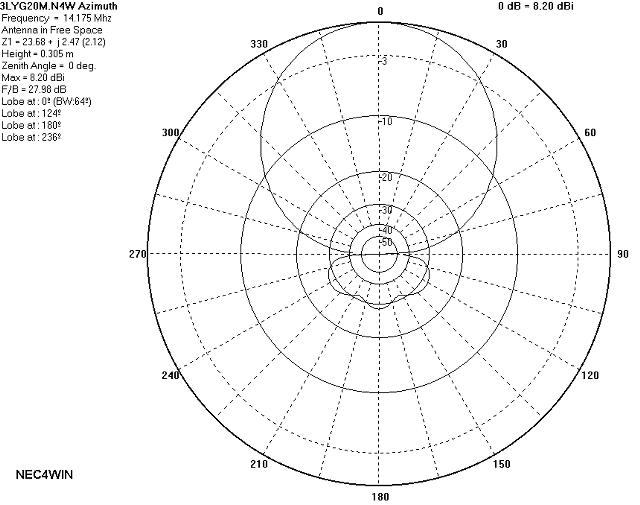 3LYG20M.N4W Azimuth
Frequency = 14.175 Mhz
Antenna in Free Space
Z1 = 23.68 + j 2.47 (2.12)
Height = 0.305 m
Zenith Angle = 0 deg.
Max = 8.20 dBi
F/B = 27.98 dB
Lobe at : 0º (BW:64º)
Lobe at : 124º
Lobe at : 180º
Lobe at : 236º
0 dB = 8.20 dBi
0
330
30
-3
300
-10
60
-20
-30
-40
-50
270
90
240
120
210
150
180
NEC4WIN